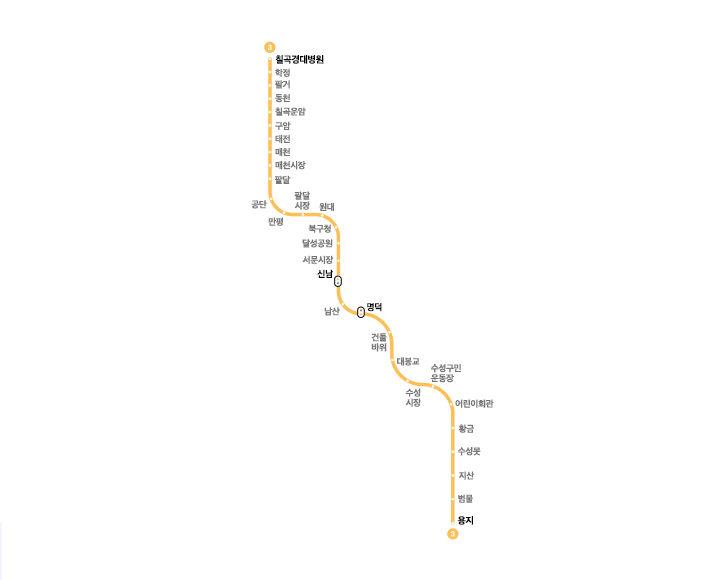 3
칠곡경대병원
학정
팔거
동천
칠곡운암
구암
태전
매천
매천시장
팔달
공단
만평
팔달
시장
원대
북구청
달성공원
서문시장
신남
남산
명덕
건들
바위
대봉교
수성
시장
수성구민
운동장
어린이회관
황금
수성못
지산
범물
용지
3